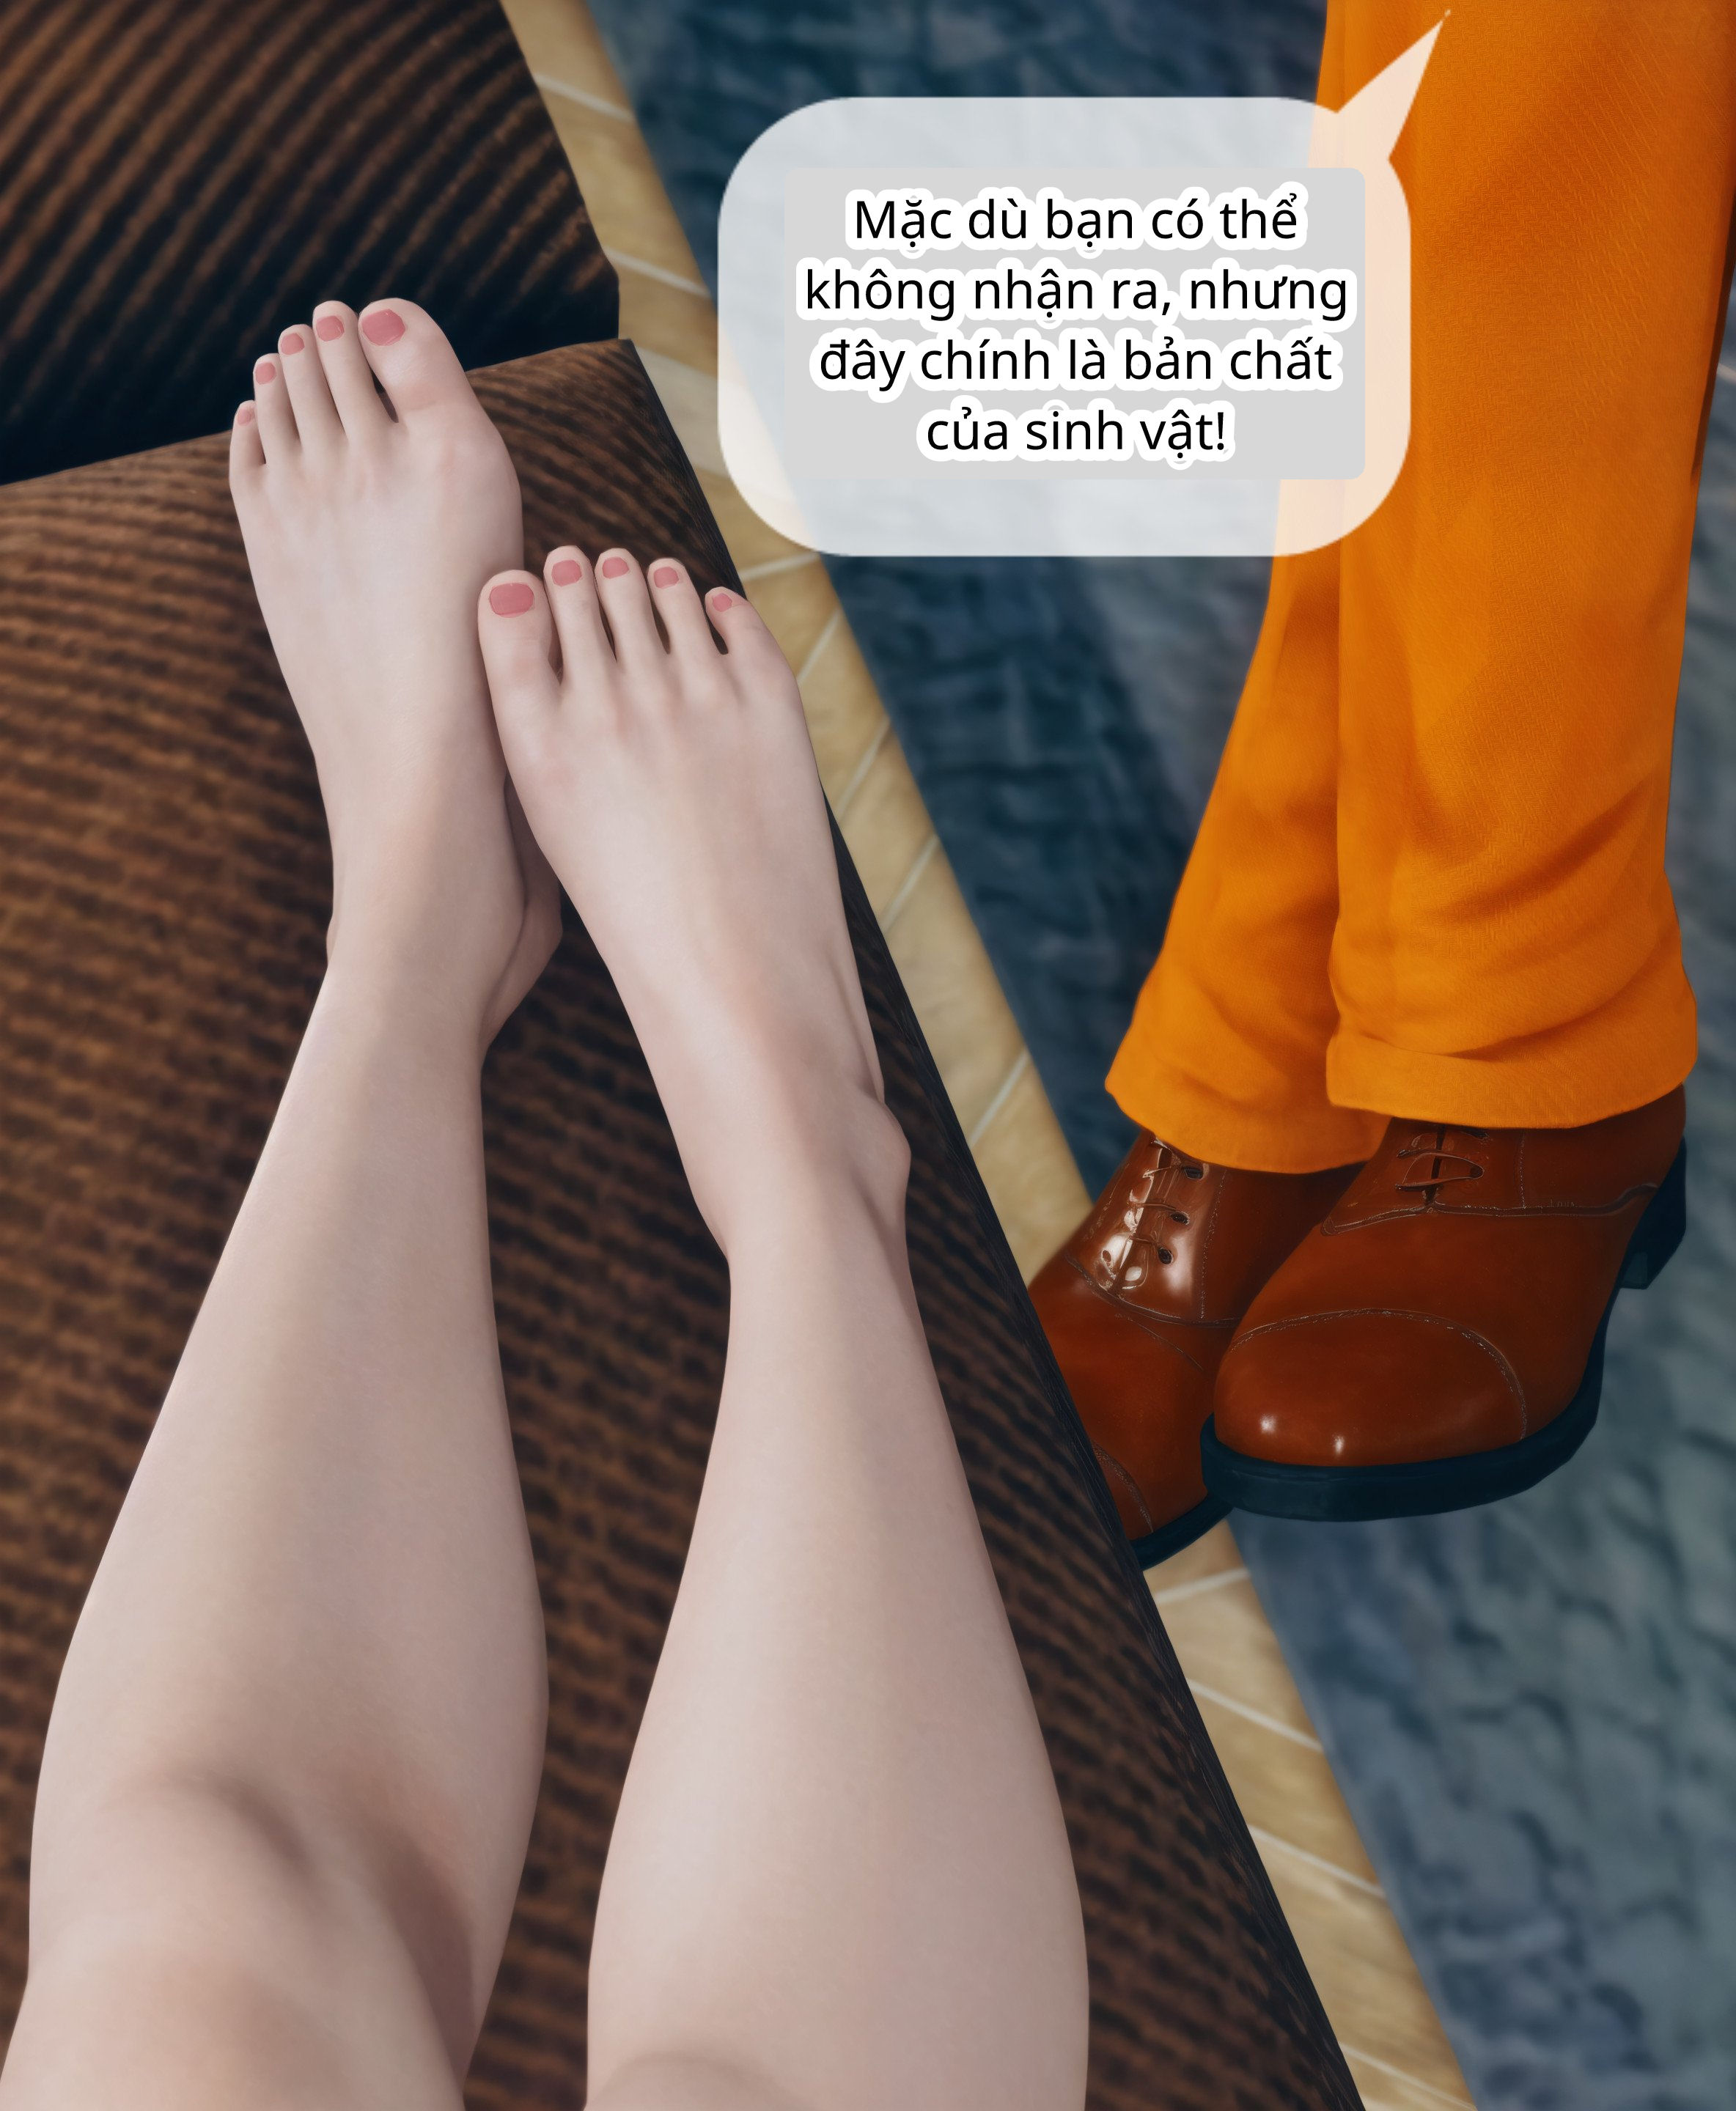 Mặc dù bạn có thể
không nhận ra, nhưng
đây chính là bản chất
của sinh vật!